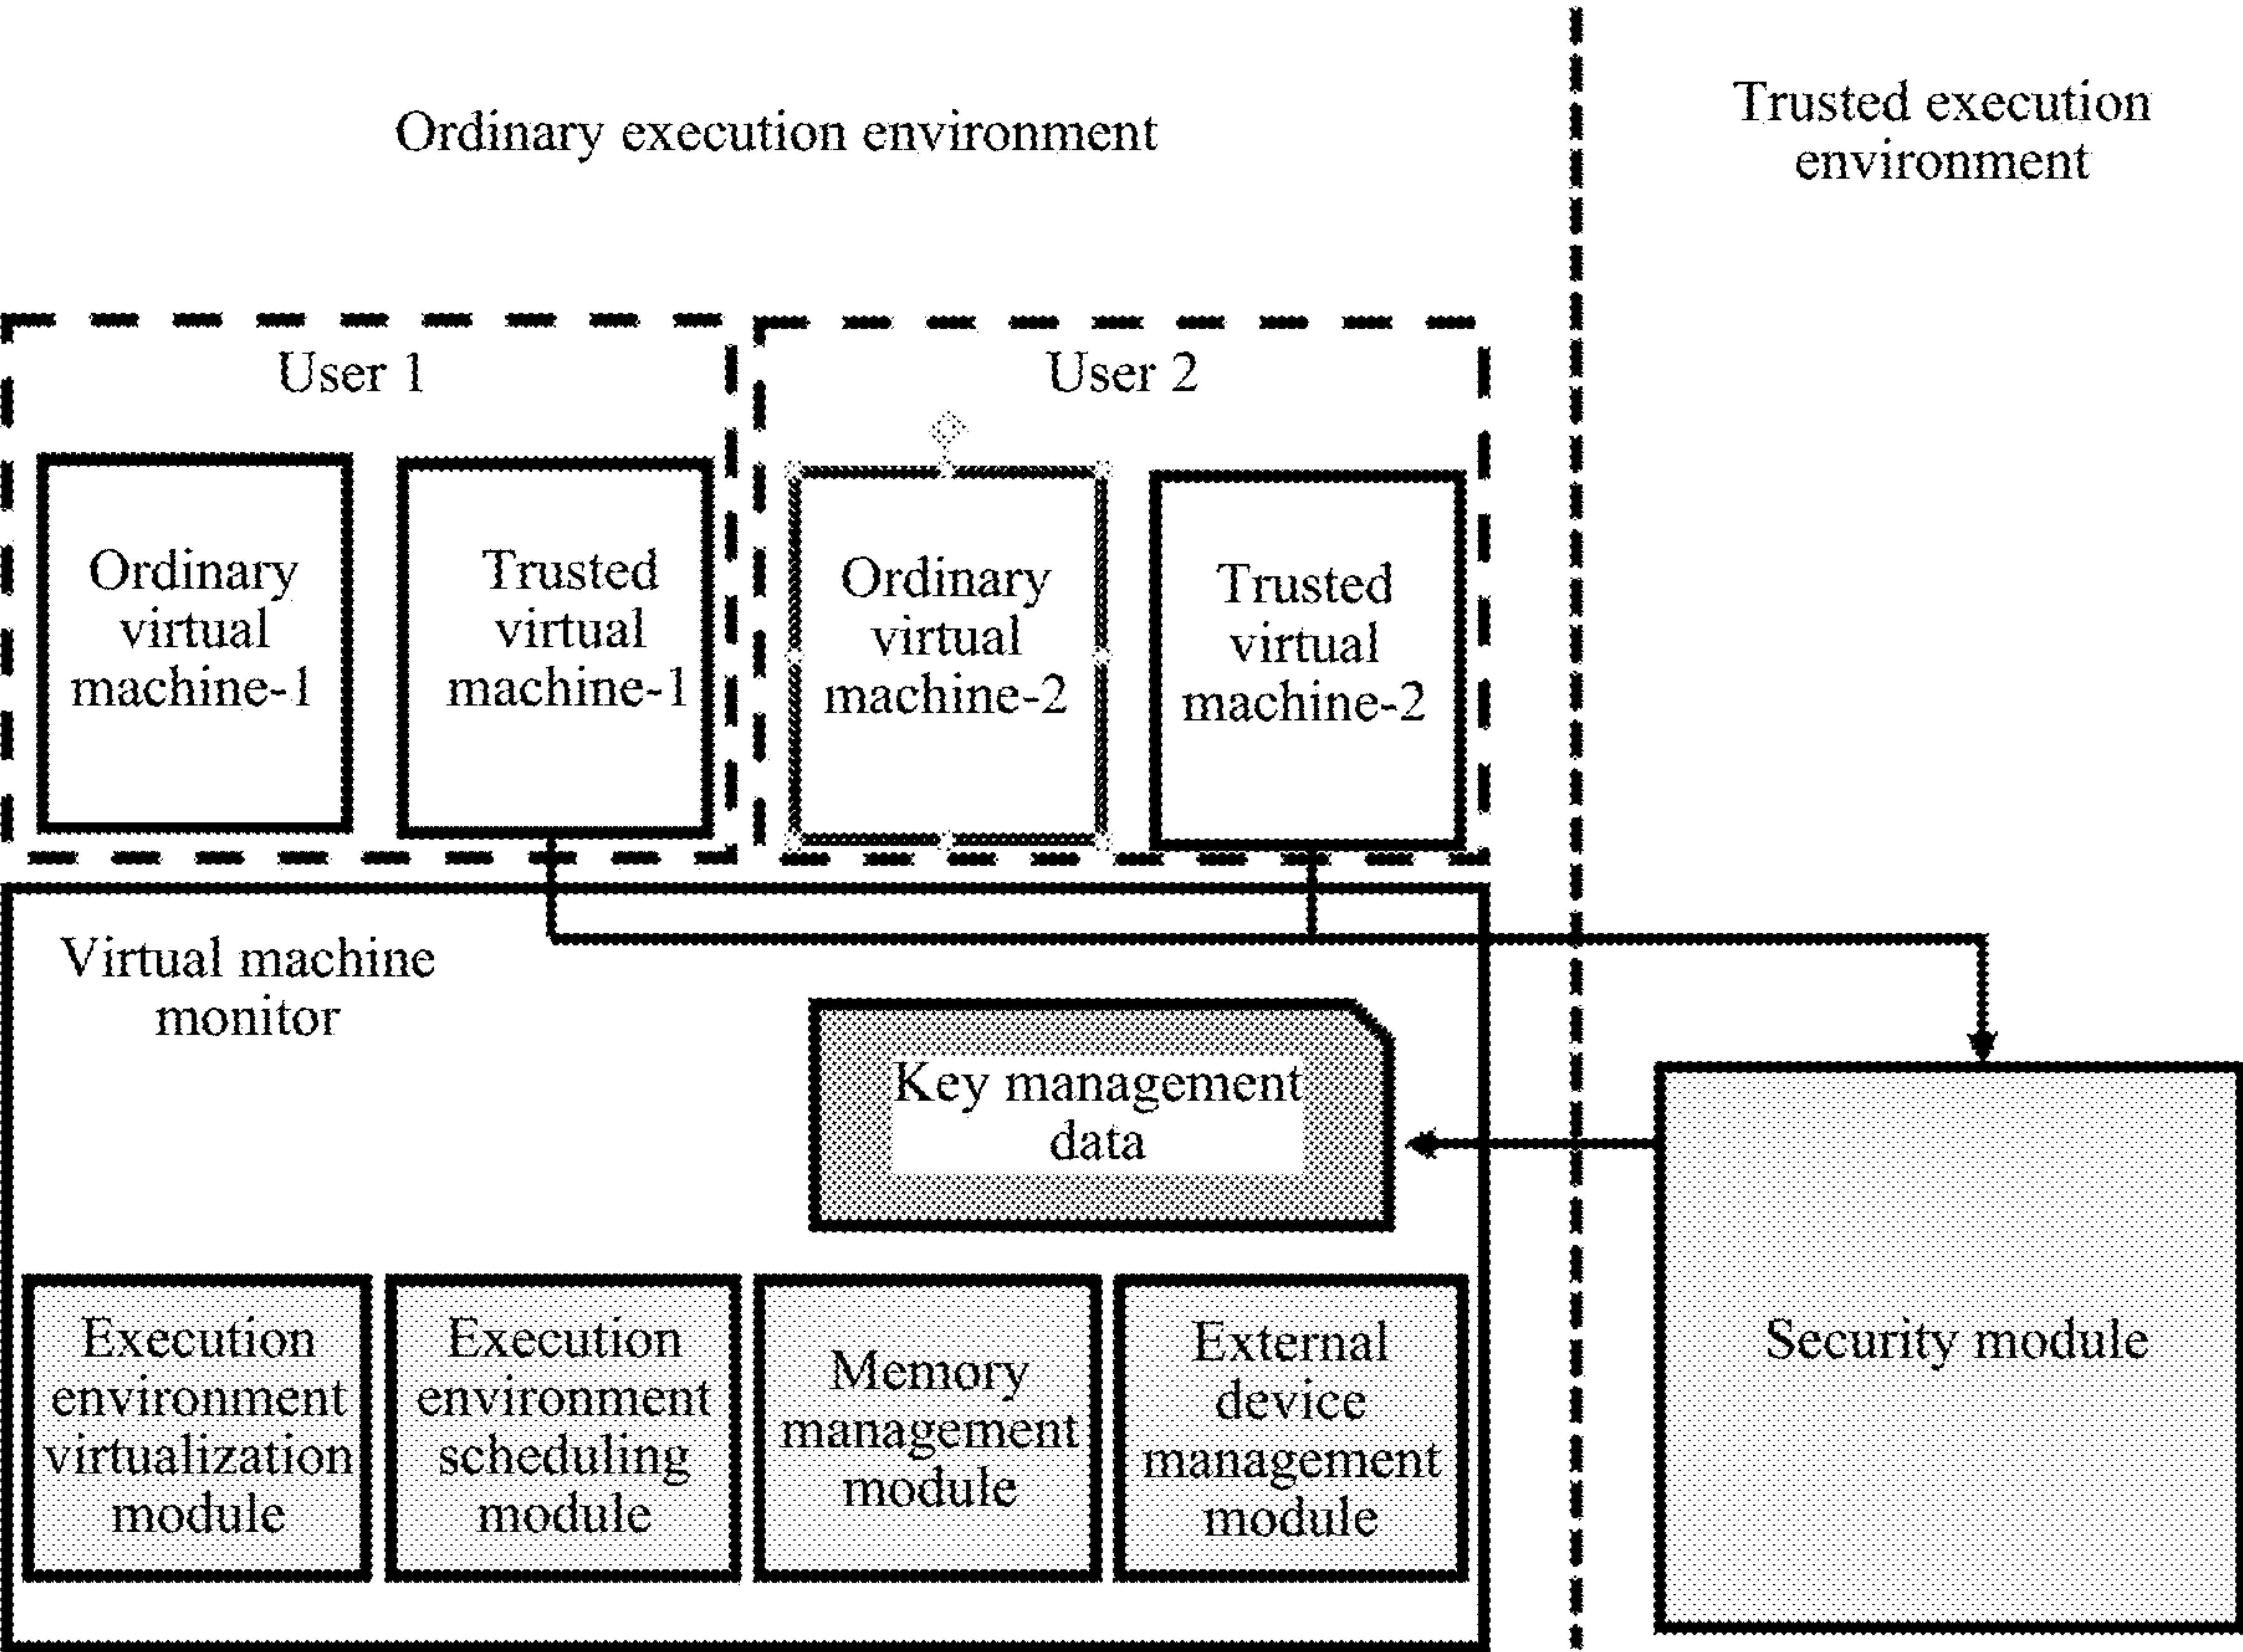 Ordinary execution environment
Trusted execution
environment
User 1
User 2
Ordinary
virtual
machine-1
Trusted
virtual
machine-1
Ordinary
virtual
machine-2
Trusted
virtual
machine-2
Virtual machine
monitor
Key management
data
Execution
environment
virtualization
module
Execution
environment
scheduling
module
Memory
management
module
External
device
management
module
Security module